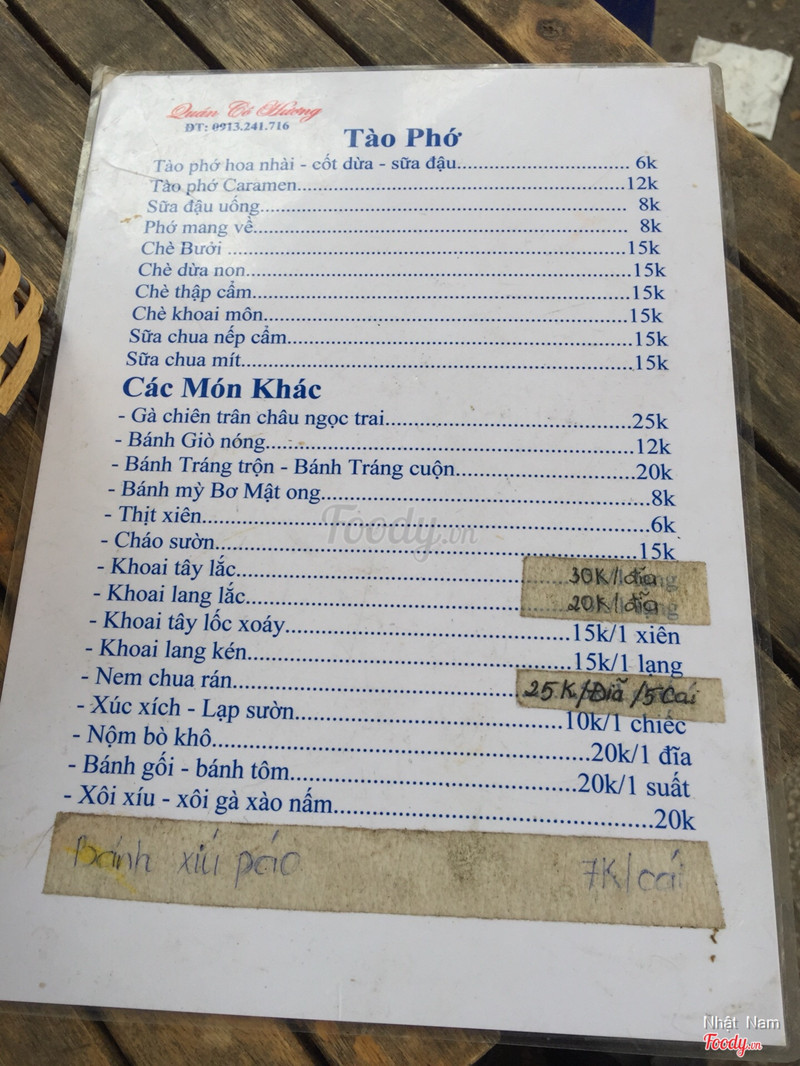 Quán Cô Hương
ĐT: 0913.241.716
Tào Phớ
Tào phớ hoa nhài - cốt dừa - sữa đậu.......................... 6k
Tào phớ Caramen..........................12k
Sữa đậu uống.......................... 8k
Phớ mang về.......................... 8k
Chè Bưởi ..........................15k
Chè dừa non..........................15k
Chè thập cẩm..........................15k
Chè khoai môn..........................15k
Sữa chua nếp cẩm..........................15k
Sữa chua mít..........................15k
Các Món Khác
- Gà chiên trân châu ngọc trai..........................25k
- Bánh Giò nóng..........................12k
- Bánh Tráng trộn - Bánh Tráng cuộn..........................20k
- Bánh mỳ Bơ Mật ong..........................8k
- Thịt xiên..........................6k
- Cháo sườn..........................15k
- Khoai tây lắc..........................30K/1 đĩa
- Khoai lang lắc..........................20K/1 đĩa
- Khoai tây lốc xoáy..........................15k/1 xiên
- Khoai lang kén..........................15k/1 lạng
- Nem chua rán..........................25K/Đĩa/5 Cái
- Xúc xích - Lạp sườn..........................10k/1 chiếc
- Nộm bò khô..........................20k/1 đĩa
- Bánh gối - bánh tôm..........................20k/1 suất
- Xôi xíu - xôi gà xào nấm..........................20k
Bánh xíu páo 7K/cái
Foody.vn
Nhật Nam
Foody.vn